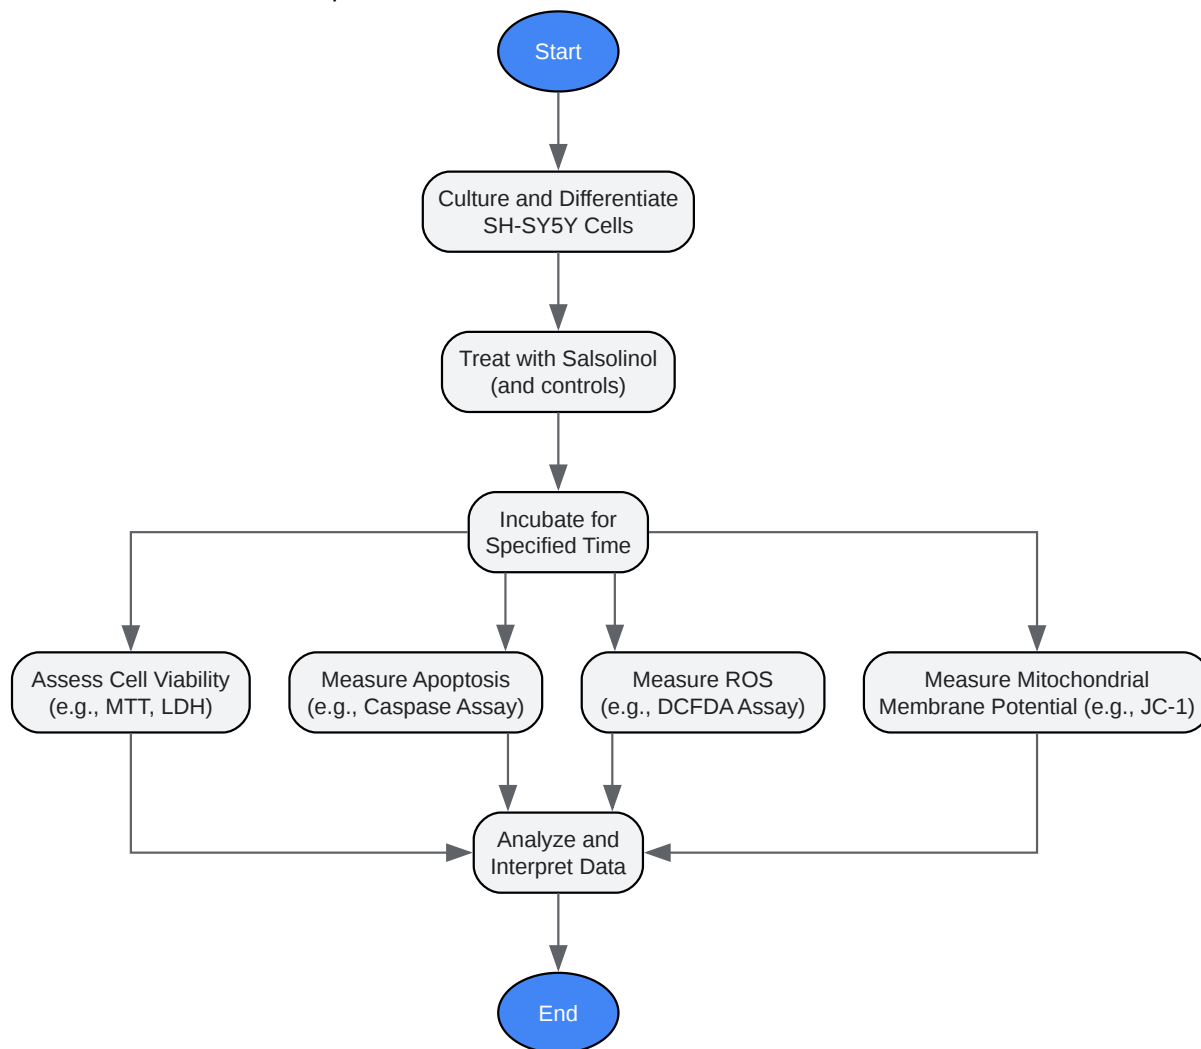 Start
Culture and Differentiate
SH-SY5Y Cells
Treat with Salsolinol
(and controls)
Incubate for
Specified Time
Assess Cell Viability
(e.g., MTT, LDH)
Measure Apoptosis
(e.g., Caspase Assay)
Measure ROS
(e.g., DCFDA Assay)
Measure Mitochondrial
Membrane Potential (e.g., JC-1)
Analyze and
Interpret Data
End